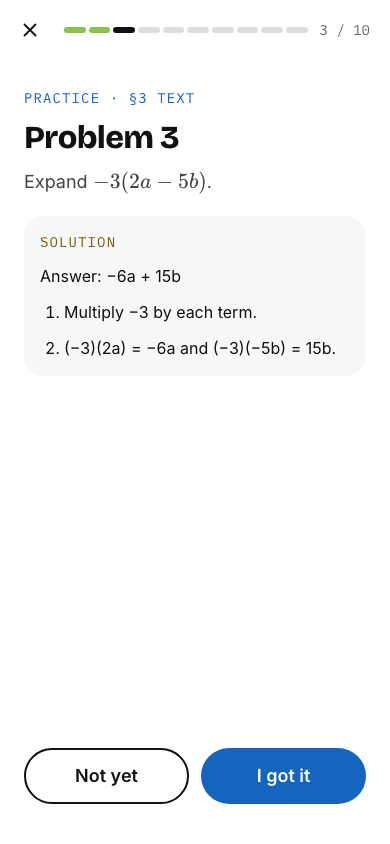 3 / 10
PRACTICE · §3 TEXT
Problem 3
Expand −3(2a − 5b).
SOLUTION
Answer: −6a + 15b
1. Multiply −3 by each term.
2. (−3)(2a) = −6a and (−3)(−5b) = 15b.
Not yet
I got it